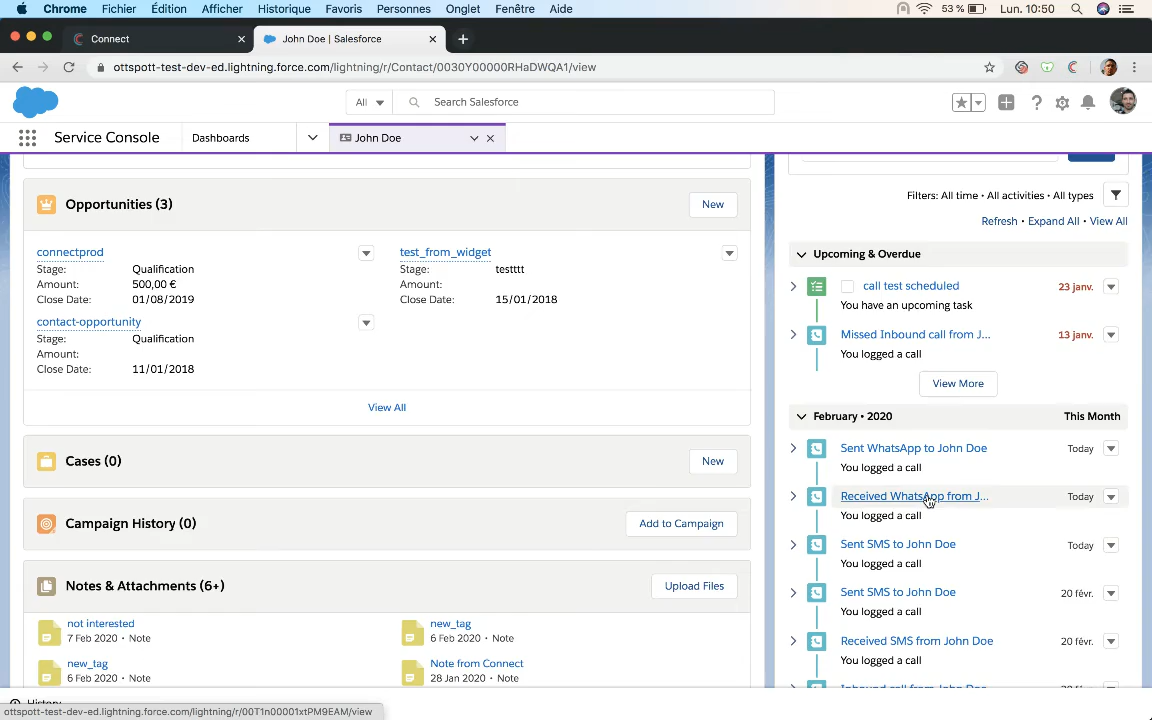 Chrome Fichier Édition Afficher Historique Favoris Personnes Onglet Fenêtre Aide 53 % Lun. 10:50
Connect
John Doe | Salesforce
ottspott-test-dev-ed.lightning.force.com/lightning/r/Contact/0030Y00000RHaDWQA1/view
All
Search Salesforce
Service Console
Dashboards
John Doe
Opportunities (3)
New
connectprod
Stage: Qualification
Amount: 500,00 €
Close Date: 01/08/2019
test_from_widget
Stage: testttt
Amount:
Close Date: 15/01/2018
contact-opportunity
Stage: Qualification
Amount:
Close Date: 11/01/2018
View All
Cases (0)
New
Campaign History (0)
Add to Campaign
Notes & Attachments (6+)
Upload Files
not interested
7 Feb 2020 • Note
new_tag
6 Feb 2020 • Note
new_tag
6 Feb 2020 • Note
Note from Connect
28 Jan 2020 • Note
Filters: All time • All activities • All types
Refresh • Expand All • View All
Upcoming & Overdue
call test scheduled 23 janv.
You have an upcoming task
Missed Inbound call from J... 13 janv.
You logged a call
View More
February • 2020 This Month
Sent WhatsApp to John Doe Today
You logged a call
Received WhatsApp from J... Today
You logged a call
Sent SMS to John Doe Today
You logged a call
Sent SMS to John Doe 20 févr.
You logged a call
Received SMS from John Doe 20 févr.
You logged a call
Inbound call from John Doe
History
ottspott-test-dev-ed.lightning.force.com/lightning/r/00T1n00001xtPM9EAM/view